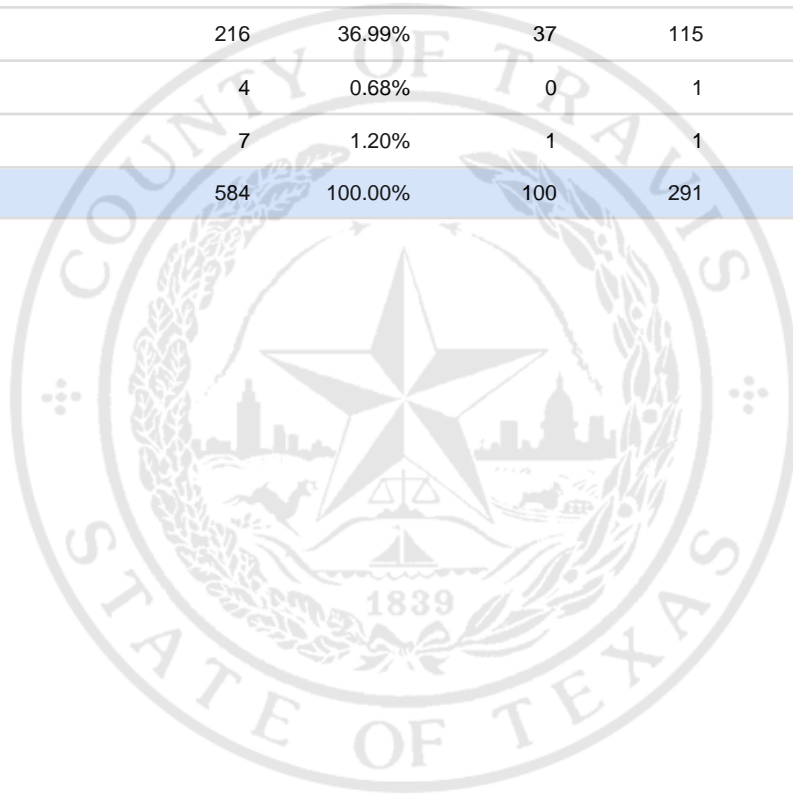 216 36.99% 37 115
4 0.68% 0 1
7 1.20% 1 1
584 100.00% 100 291
COUNTY OF TRAVIS
1839
STATE OF TEXAS